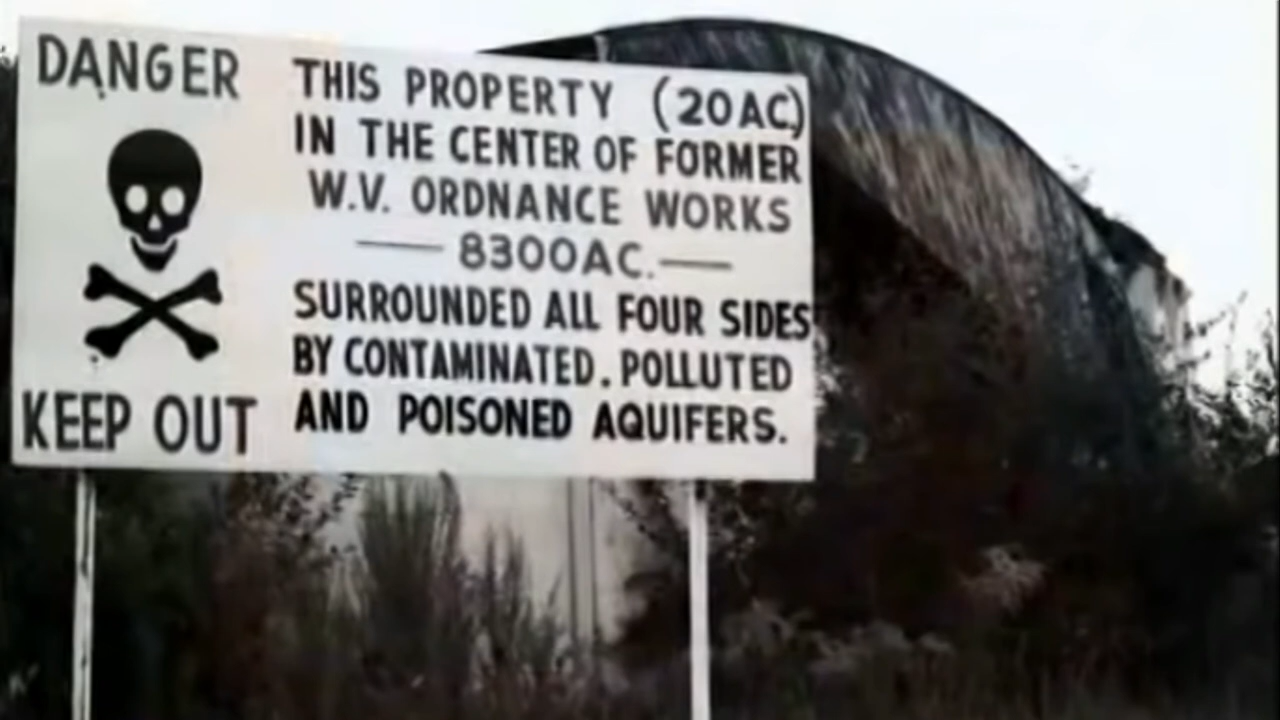 DANGER
KEEP OUT
THIS PROPERTY (20AC.)
IN THE CENTER OF FORMER
W.V. ORDNANCE WORKS
— 8300AC. —
SURROUNDED ALL FOUR SIDES
BY CONTAMINATED. POLLUTED
AND POISONED AQUIFERS.